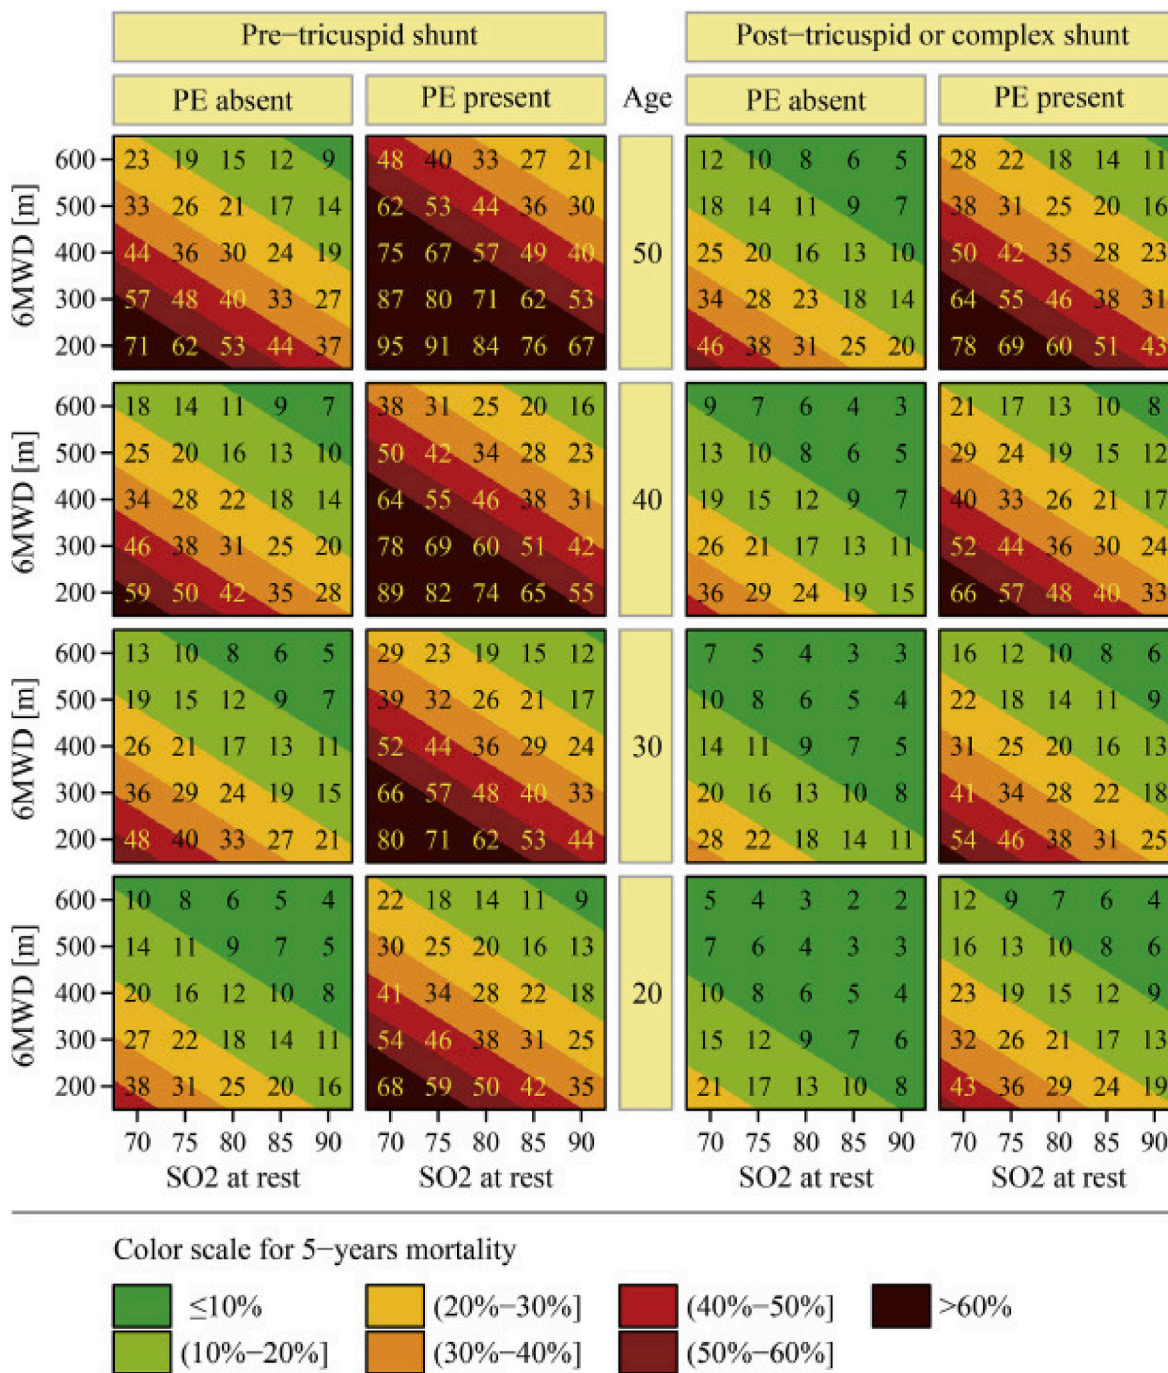 Pre−tricuspid shunt Post−tricuspid or complex shunt
PE absent PE present Age PE absent PE present
6MWD [m]
600 23 19 15 12 9 48 40 33 27 21 12 10 8 6 5 28 22 18 14 11
500 33 26 21 17 14 62 53 44 36 30 18 14 11 9 7 38 31 25 20 16
400 44 36 30 24 19 75 67 57 49 40 50 25 20 16 13 10 50 42 35 28 23
300 57 48 40 33 27 87 80 71 62 53 34 28 23 18 14 64 55 46 38 31
200 71 62 53 44 37 95 91 84 76 67 46 38 31 25 20 78 69 60 51 43
6MWD [m]
600 18 14 11 9 7 38 31 25 20 16 9 7 6 4 3 21 17 13 10 8
500 25 20 16 13 10 50 42 34 28 23 13 10 8 6 5 29 24 19 15 12
400 34 28 22 18 14 64 55 46 38 31 40 19 15 12 9 7 40 33 26 21 17
300 46 38 31 25 20 78 69 60 51 42 26 21 17 13 11 52 44 36 30 24
200 59 50 42 35 28 89 82 74 65 55 36 29 24 19 15 66 57 48 40 33
6MWD [m]
600 13 10 8 6 5 29 23 19 15 12 7 5 4 3 3 16 12 10 8 6
500 19 15 12 9 7 39 32 26 21 17 10 8 6 5 4 22 18 14 11 9
400 26 21 17 13 11 52 44 36 29 24 30 14 11 9 7 5 31 25 20 16 13
300 36 29 24 19 15 66 57 48 40 33 20 16 13 10 8 41 34 28 22 18
200 48 40 33 27 21 80 71 62 53 44 28 22 18 14 11 54 46 38 31 25
6MWD [m]
600 10 8 6 5 4 22 18 14 11 9 5 4 3 2 2 12 9 7 6 4
500 14 11 9 7 5 30 25 20 16 13 7 6 4 3 3 16 13 10 8 6
400 20 16 12 10 8 41 34 28 22 18 20 10 8 6 5 4 23 19 15 12 9
300 27 22 18 14 11 54 46 38 31 25 15 12 9 7 6 32 26 21 17 13
200 38 31 25 20 16 68 59 50 42 35 21 17 13 10 8 43 36 29 24 19
70 75 80 85 90 70 75 80 85 90 70 75 80 85 90 70 75 80 85 90
SO2 at rest SO2 at rest SO2 at rest SO2 at rest
Color scale for 5−years mortality
≤10% (20%−30%] (40%−50%] >60%
(10%−20%] (30%−40%] (50%−60%]